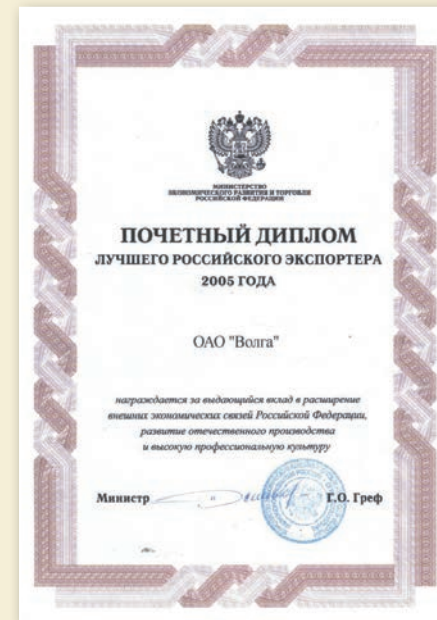 МИНИСТЕРСТВО
ЭКОНОМИЧЕСКОГО РАЗВИТИЯ И ТОРГОВЛИ
РОССИЙСКОЙ ФЕДЕРАЦИИ
ПОЧЕТНЫЙ ДИПЛОМ
ЛУЧШЕГО РОССИЙСКОГО ЭКСПОРТЕРА
2005 ГОДА
ОАО "Волга"
награждается за выдающийся вклад в расширение
внешних экономических связей Российской Федерации,
развитие отечественного производства
и высокую профессиональную культуру
Министр Г.О. Греф